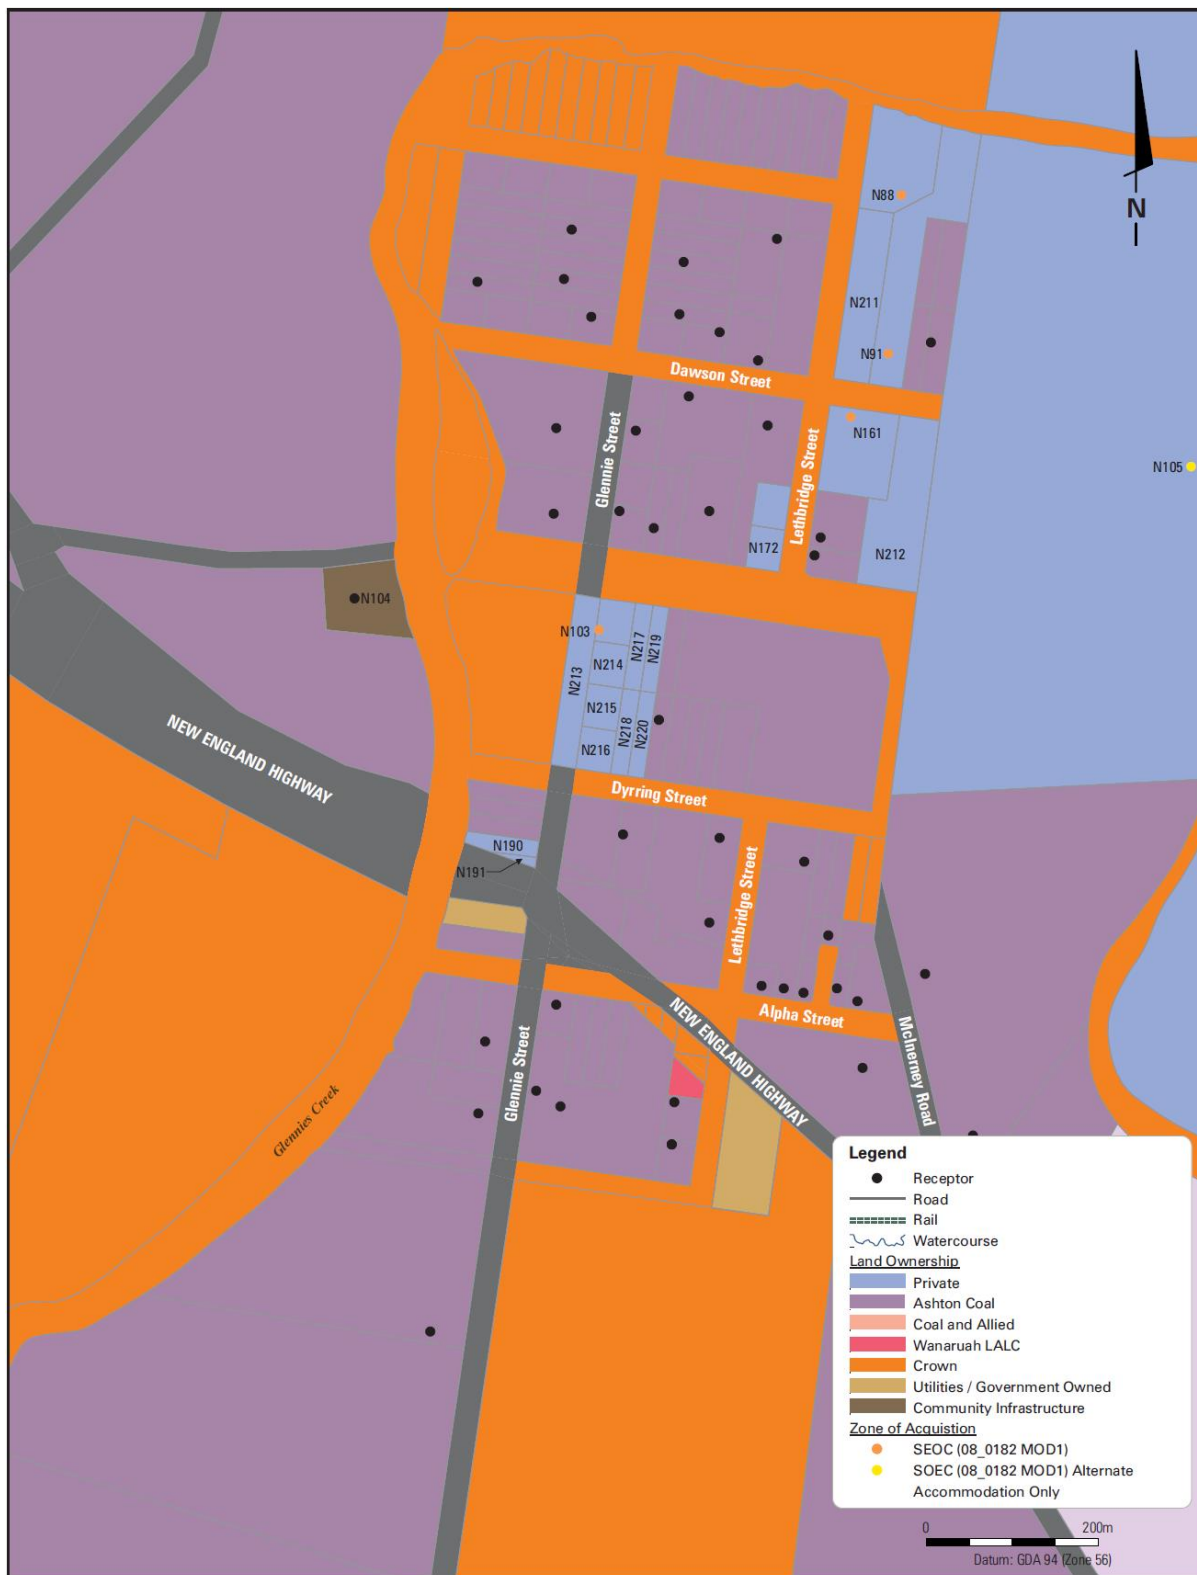 N
N88
N211
N91
Dawson Street
N161
N105
Glennie Street
Lethbridge Street
N172
N212
N104
N103
N217
N219
N214
N213
N215
N218
N220
N216
NEW ENGLAND HIGHWAY
Dyrring Street
N190
N191
Lethbridge Street
Alpha Street
NEW ENGLAND HIGHWAY
McInerney Road
Glennie Street
Glennies Creek
Legend
Receptor
Road
Rail
Watercourse
Land Ownership
Private
Ashton Coal
Coal and Allied
Wanaruah LALC
Crown
Utilities / Government Owned
Community Infrastructure
Zone of Acquistion
SEOC (08_0182 MOD1)
SOEC (08_0182 MOD1) Alternate
Accommodation Only
0 200m
Datum: GDA 94 (Zone 56)